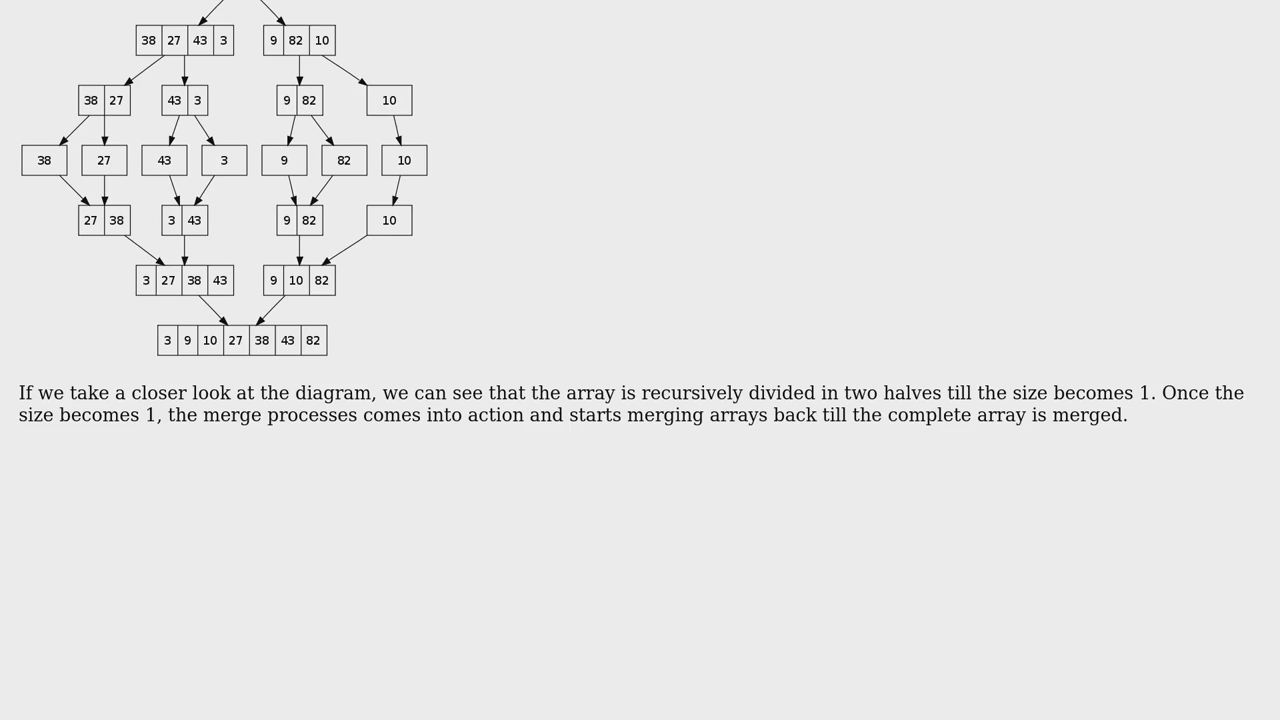 38 27 43 3 9 82 10
38 27 43 3 9 82 10
38 27 43 3 9 82 10
27 38 3 43 9 82 10
3 27 38 43 9 10 82
3 9 10 27 38 43 82
If we take a closer look at the diagram, we can see that the array is recursively divided in two halves till the size becomes 1. Once the
size becomes 1, the merge processes comes into action and starts merging arrays back till the complete array is merged.